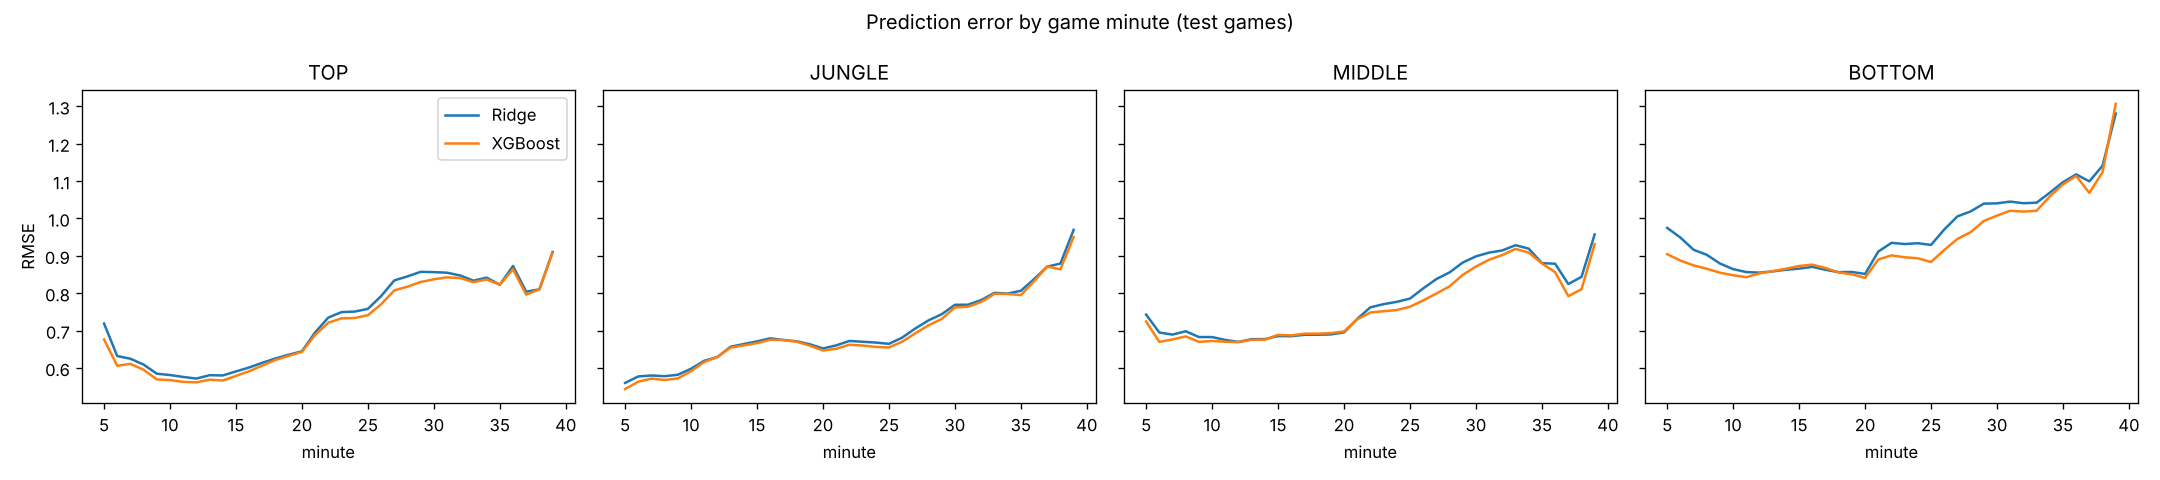 Prediction error by game minute (test games)
TOP
JUNGLE
MIDDLE
BOTTOM
Ridge
XGBoost
RMSE
1.3
1.2
1.1
1.0
0.9
0.8
0.7
0.6
5 10 15 20 25 30 35 40
5 10 15 20 25 30 35 40
5 10 15 20 25 30 35 40
5 10 15 20 25 30 35 40
minute
minute
minute
minute